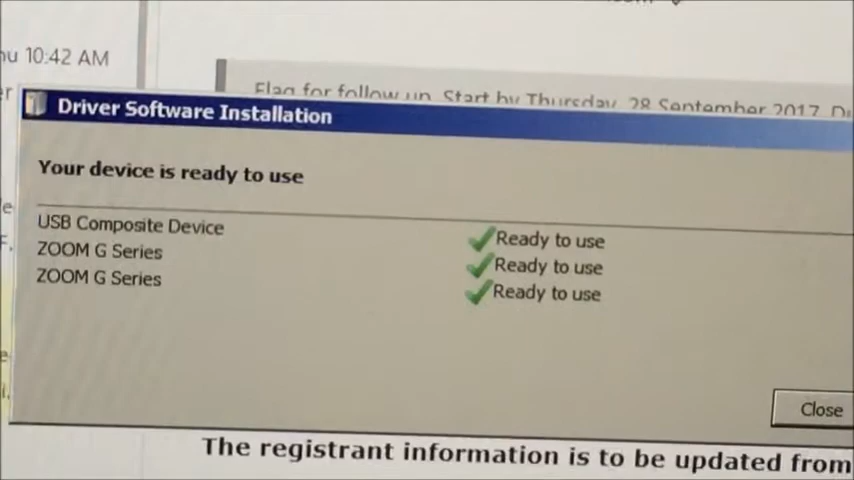 10:42 AM
Flag for follow up. Start by Thursday, 28 September 2017.
Driver Software Installation
Your device is ready to use
USB Composite Device Ready to use
ZOOM G Series Ready to use
ZOOM G Series Ready to use
Close
The registrant information is to be updated from